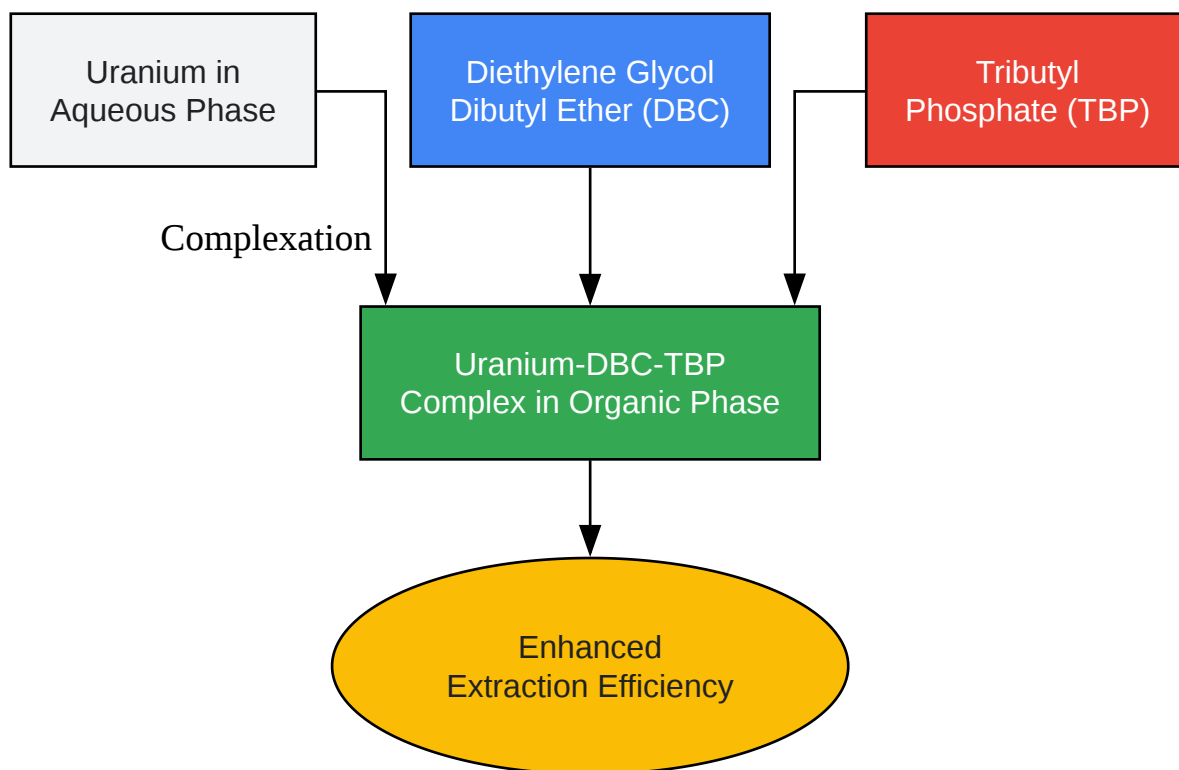 Uranium in
Aqueous Phase
Diethylene Glycol
Dibutyl Ether (DBC)
Tributyl
Phosphate (TBP)
Complexation
Uranium-DBC-TBP
Complex in Organic Phase
Enhanced
Extraction Efficiency